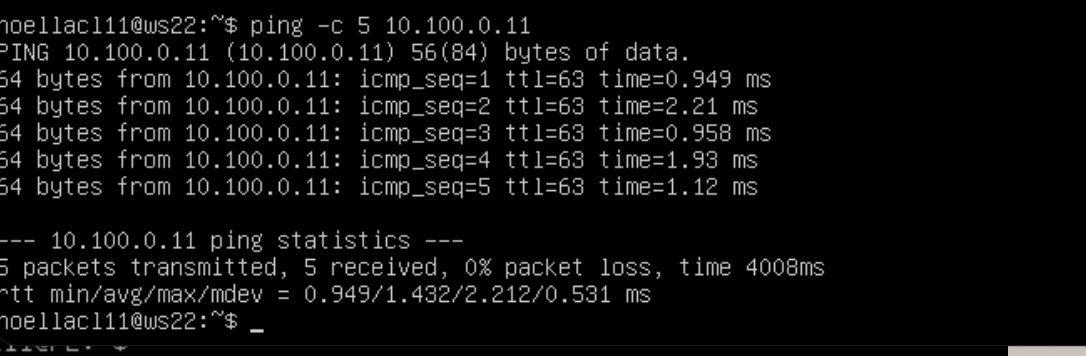 noellacl11@ws22:~$ ping -c 5 10.100.0.11
PING 10.100.0.11 (10.100.0.11) 56(84) bytes of data.
64 bytes from 10.100.0.11: icmp_seq=1 ttl=63 time=0.949 ms
64 bytes from 10.100.0.11: icmp_seq=2 ttl=63 time=2.21 ms
64 bytes from 10.100.0.11: icmp_seq=3 ttl=63 time=0.958 ms
64 bytes from 10.100.0.11: icmp_seq=4 ttl=63 time=1.93 ms
64 bytes from 10.100.0.11: icmp_seq=5 ttl=63 time=1.12 ms

--- 10.100.0.11 ping statistics ---
5 packets transmitted, 5 received, 0% packet loss, time 4008ms
rtt min/avg/max/mdev = 0.949/1.432/2.212/0.531 ms
noellacl11@ws22:~$ _